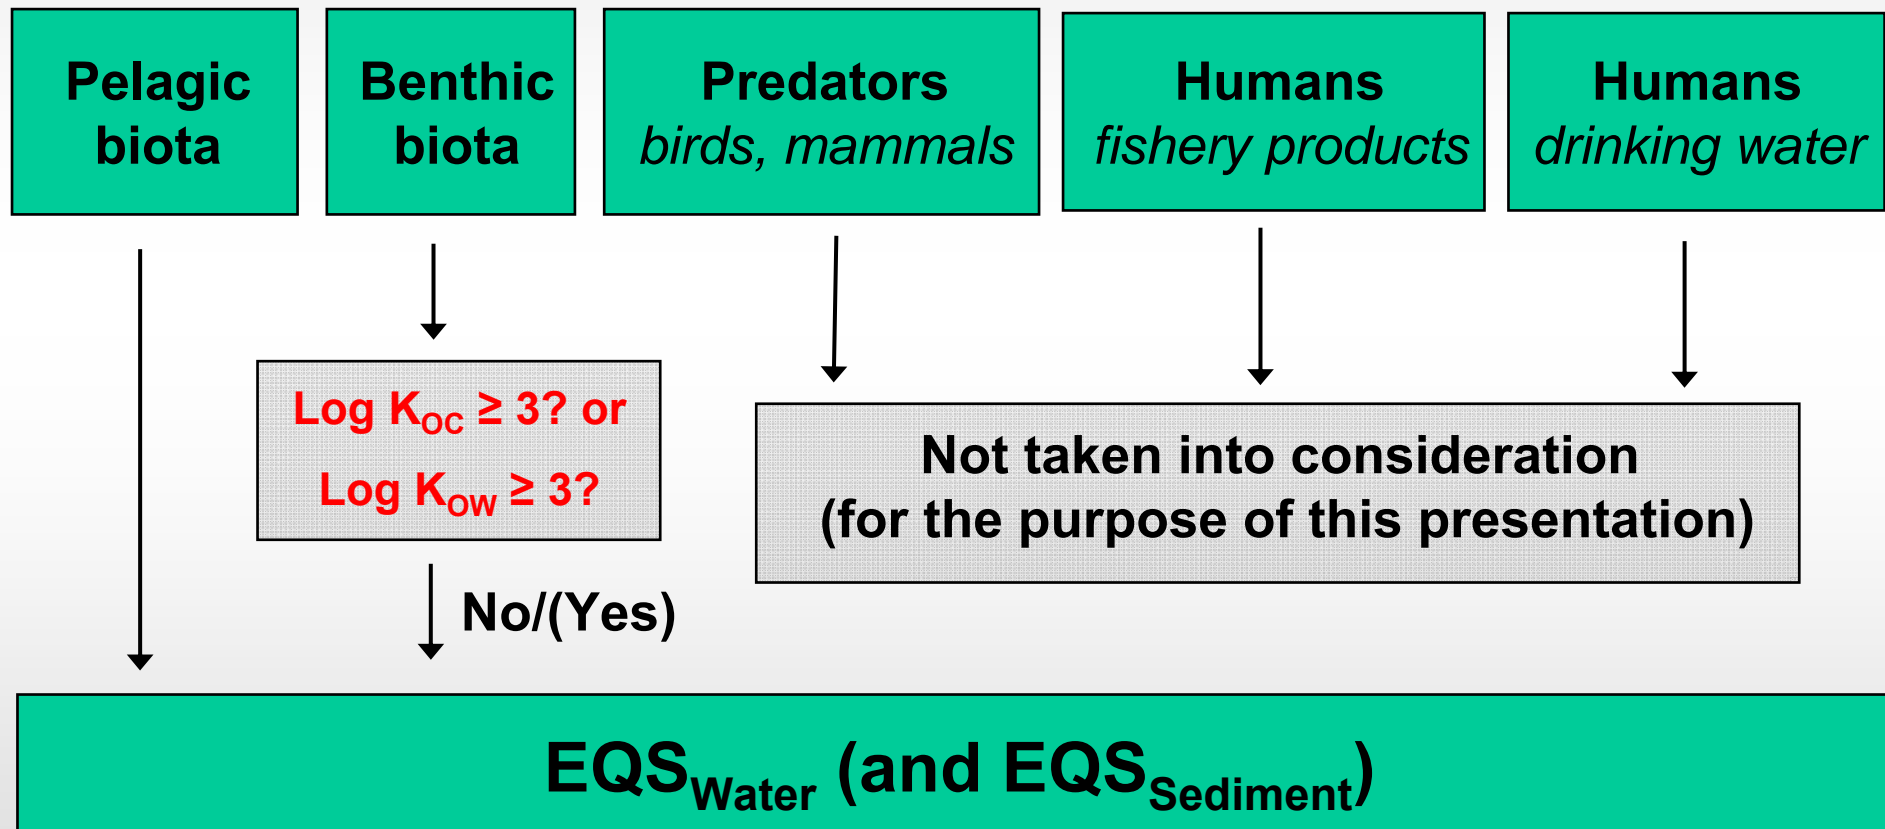 Pelagic
biota
Benthic
biota
Predators
birds, mammals
Humans
fishery products
Humans
drinking water
Log KOC ≥ 3? or
Log KOW ≥ 3?
Not taken into consideration
(for the purpose of this presentation)
No/(Yes)
EQSWater (and EQSSediment)